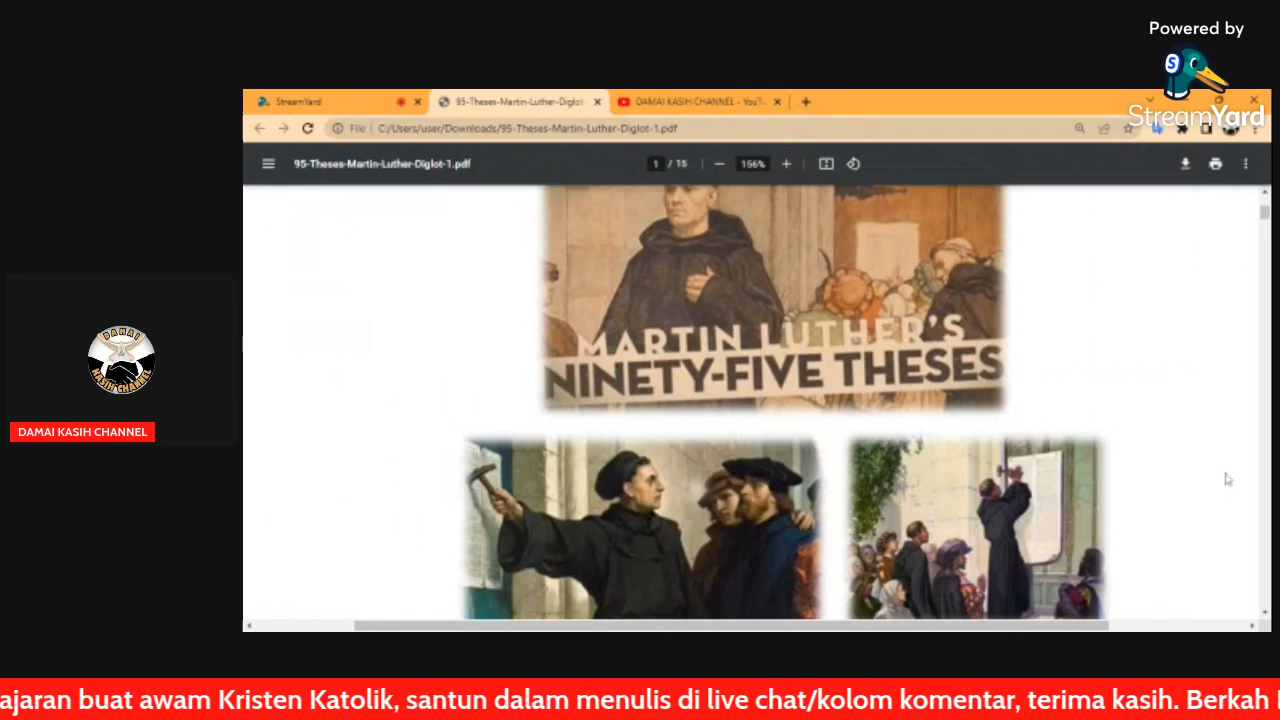 Powered by
StreamYard
StreamYard
95-Theses-Martin-Luther-Diglot-
DAMAI KASIH CHANNEL - YouT
File
C:/Users/user/Downloads/95-Theses-Martin-Luther-Diglot-1.pdf
95-Theses-Martin-Luther-Diglot-1.pdf
1 / 15
156%
MARTIN LUTHER'S
NINETY-FIVE THESES
DAMAI
KASIH CHANNEL
DAMAI KASIH CHANNEL
ajaran buat awam Kristen Katolik, santun dalam menulis di live chat/kolom komentar, terima kasih. Berkah